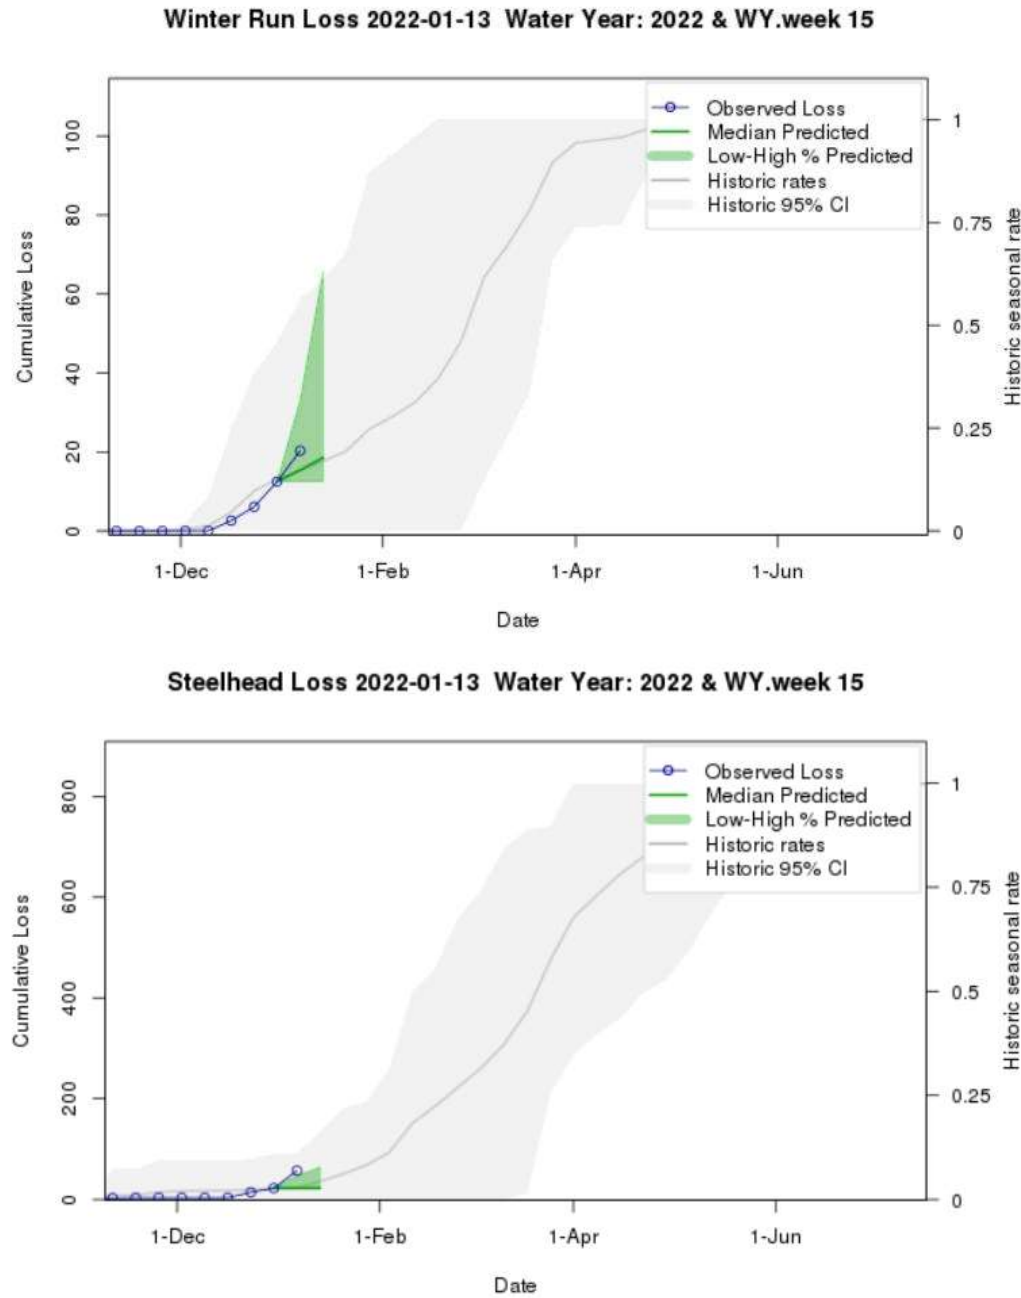 Winter Run Loss 2022-01-13 Water Year: 2022 & WY.week 15
Observed Loss
Median Predicted
Low-High % Predicted
Historic rates
Historic 95% CI
100
80
60
40
20
0
Cumulative Loss
1
0.75
0.5
0.25
0
Historic seasonal rate
1-Dec
1-Feb
1-Apr
1-Jun
Date
Steelhead Loss 2022-01-13 Water Year: 2022 & WY.week 15
Observed Loss
Median Predicted
Low-High % Predicted
Historic rates
Historic 95% CI
800
600
400
200
0
Cumulative Loss
1
0.75
0.5
0.25
0
Historic seasonal rate
1-Dec
1-Feb
1-Apr
1-Jun
Date